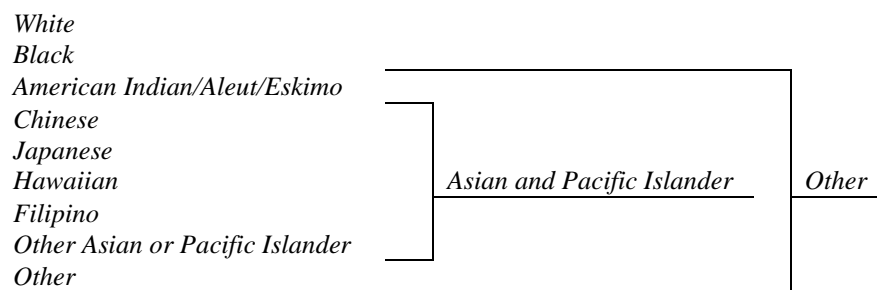 White
Black
American Indian/Aleut/Eskimo
Chinese
Japanese
Hawaiian Asian and Pacific Islander Other
Filipino
Other Asian or Pacific Islander
Other